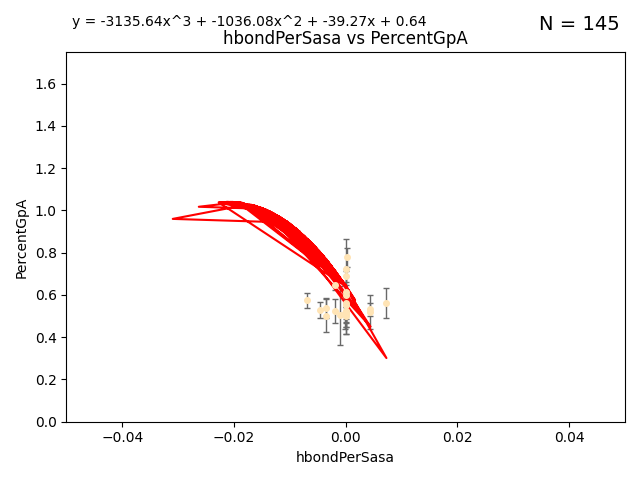 y = -3135.64x^3 + -1036.08x^2 + -39.27x + 0.64
N = 145
hbondPerSasa vs PercentGpA
1.6
1.4
1.2
1.0
0.8
0.6
0.4
0.2
0.0
PercentGpA
−0.04 −0.02 0.00 0.02 0.04
hbondPerSasa